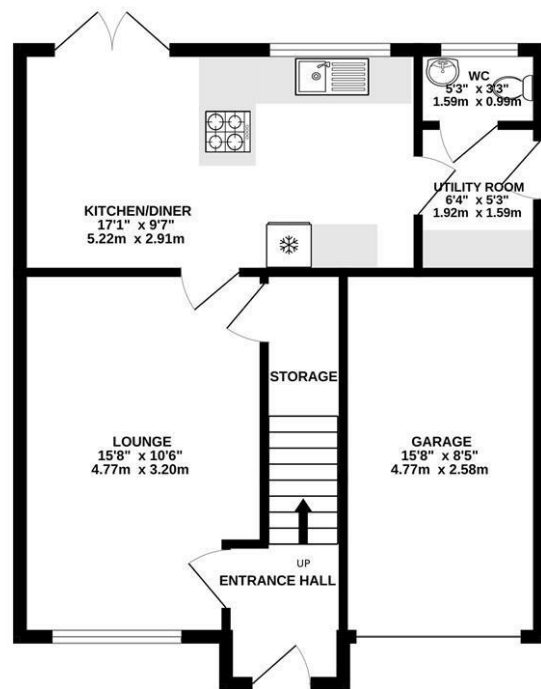 WC
5'3" x 3'3"
1.59m x 0.99m
UTILITY ROOM
6'4" x 5'3"
1.92m x 1.59m
KITCHEN/DINER
17'1" x 9'7"
5.22m x 2.91m
STORAGE
LOUNGE
15'8" x 10'6"
4.77m x 3.20m
GARAGE
15'8" x 8'5"
4.77m x 2.58m
UP
ENTRANCE HALL